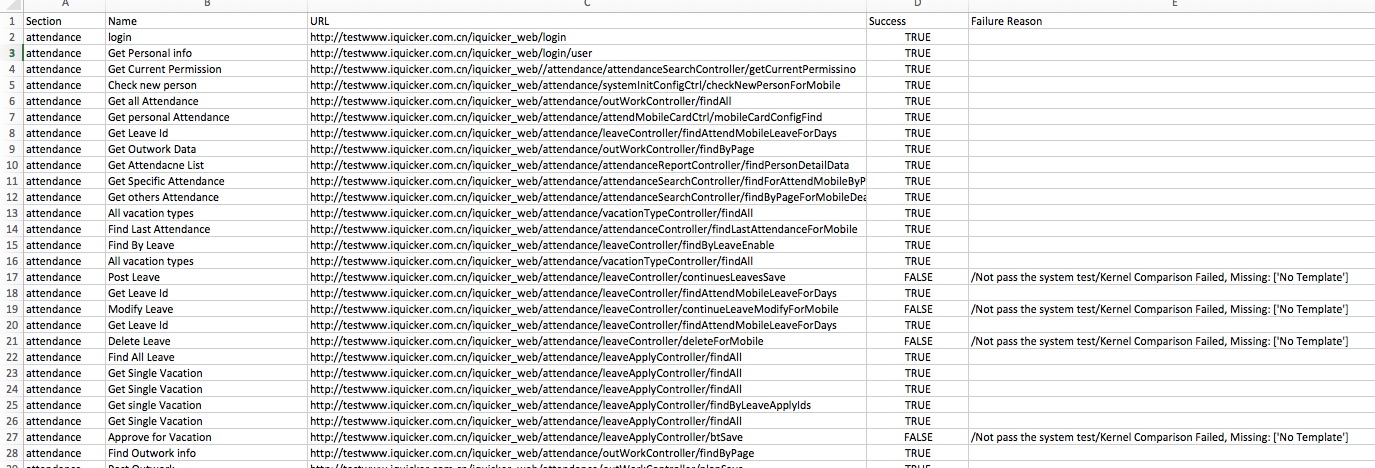 A B C D E
1 Section Name URL Success Failure Reason
2 attendance login http://testwww.iquicker.com.cn/iquicker_web/login TRUE
3 attendance Get Personal info http://testwww.iquicker.com.cn/iquicker_web/login/user TRUE
4 attendance Get Current Permission http://testwww.iquicker.com.cn/iquicker_web//attendance/attendanceSearchController/getCurrentPermissino TRUE
5 attendance Check new person http://testwww.iquicker.com.cn/iquicker_web/attendance/systemInitConfigCtrl/checkNewPersonForMobile TRUE
6 attendance Get all Attendance http://testwww.iquicker.com.cn/iquicker_web/attendance/outWorkController/findAll TRUE
7 attendance Get personal Attendance http://testwww.iquicker.com.cn/iquicker_web/attendance/attendMobileCardCtrl/mobileCardConfigFind TRUE
8 attendance Get Leave Id http://testwww.iquicker.com.cn/iquicker_web/attendance/leaveController/findAttendMobileLeaveForDays TRUE
9 attendance Get Outwork Data http://testwww.iquicker.com.cn/iquicker_web/attendance/outWorkController/findByPage TRUE
10 attendance Get Attendacne List http://testwww.iquicker.com.cn/iquicker_web/attendance/attendanceReportController/findPersonDetailData TRUE
11 attendance Get Specific Attendance http://testwww.iquicker.com.cn/iquicker_web/attendance/attendanceSearchController/findForAttendMobileByP TRUE
12 attendance Get others Attendance http://testwww.iquicker.com.cn/iquicker_web/attendance/attendanceSearchController/findByPageForMobileDea TRUE
13 attendance All vacation types http://testwww.iquicker.com.cn/iquicker_web/attendance/vacationTypeController/findAll TRUE
14 attendance Find Last Attendance http://testwww.iquicker.com.cn/iquicker_web/attendance/attendanceController/findLastAttendanceForMobile TRUE
15 attendance Find By Leave http://testwww.iquicker.com.cn/iquicker_web/attendance/leaveController/findByLeaveEnable TRUE
16 attendance All vacation types http://testwww.iquicker.com.cn/iquicker_web/attendance/vacationTypeController/findAll TRUE
17 attendance Post Leave http://testwww.iquicker.com.cn/iquicker_web/attendance/leaveController/continuesLeavesSave FALSE /Not pass the system test/Kernel Comparison Failed, Missing: ['No Template']
18 attendance Get Leave Id http://testwww.iquicker.com.cn/iquicker_web/attendance/leaveController/findAttendMobileLeaveForDays TRUE
19 attendance Modify Leave http://testwww.iquicker.com.cn/iquicker_web/attendance/leaveController/continueLeaveModifyForMobile FALSE /Not pass the system test/Kernel Comparison Failed, Missing: ['No Template']
20 attendance Get Leave Id http://testwww.iquicker.com.cn/iquicker_web/attendance/leaveController/findAttendMobileLeaveForDays TRUE
21 attendance Delete Leave http://testwww.iquicker.com.cn/iquicker_web/attendance/leaveController/deleteForMobile FALSE /Not pass the system test/Kernel Comparison Failed, Missing: ['No Template']
22 attendance Find All Leave http://testwww.iquicker.com.cn/iquicker_web/attendance/leaveApplyController/findAll TRUE
23 attendance Get Single Vacation http://testwww.iquicker.com.cn/iquicker_web/attendance/leaveApplyController/findAll TRUE
24 attendance Get Single Vacation http://testwww.iquicker.com.cn/iquicker_web/attendance/leaveApplyController/findAll TRUE
25 attendance Get single Vacation http://testwww.iquicker.com.cn/iquicker_web/attendance/leaveApplyController/findByLeaveApplyIds TRUE
26 attendance Get Single Vacation http://testwww.iquicker.com.cn/iquicker_web/attendance/leaveApplyController/findAll TRUE
27 attendance Approve for Vacation http://testwww.iquicker.com.cn/iquicker_web/attendance/leaveApplyController/btSave FALSE /Not pass the system test/Kernel Comparison Failed, Missing: ['No Template']
28 attendance Find Outwork info http://testwww.iquicker.com.cn/iquicker_web/attendance/outWorkController/findByPage TRUE